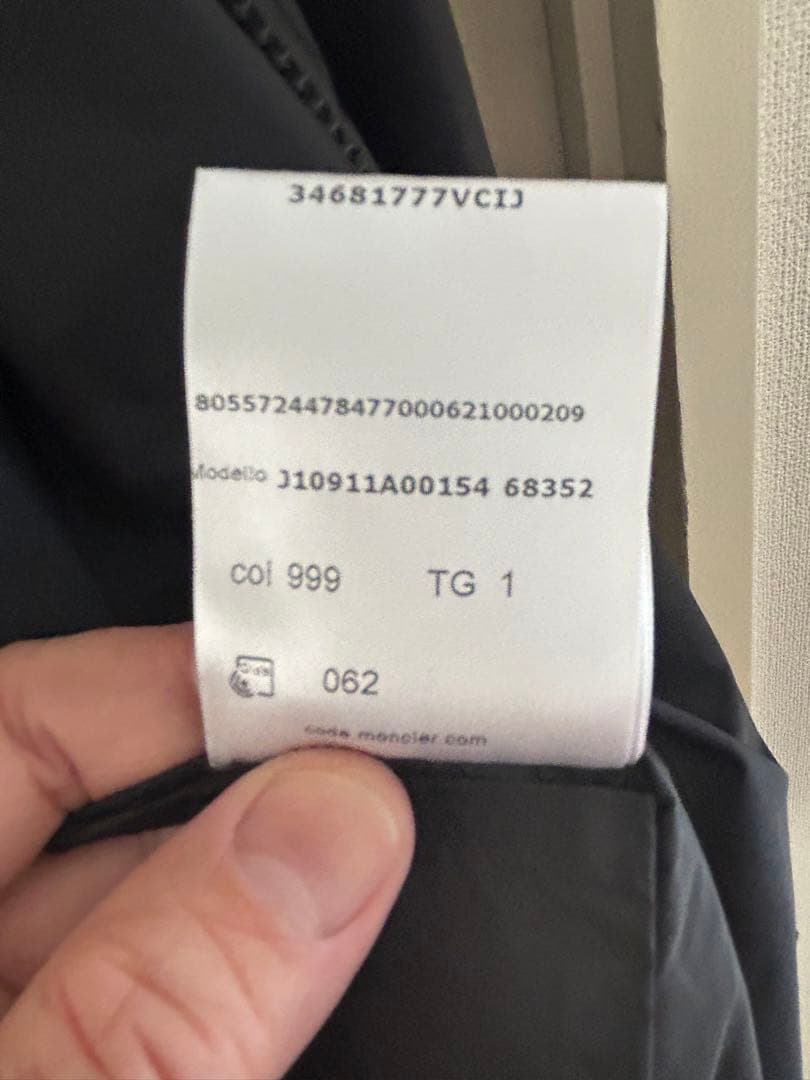 34681777VCIJ
8055724478477000621000209
Modello J10911A00154 68352
col 999 TG 1
062
code.moncler.com